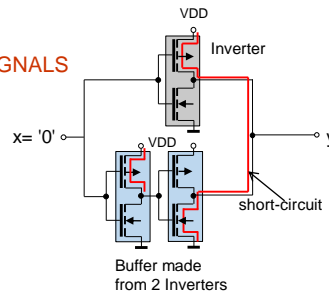 VDD
Inverter
GNALS
x= '0'
VDD
y
short-circuit
Buffer made
from 2 Inverters